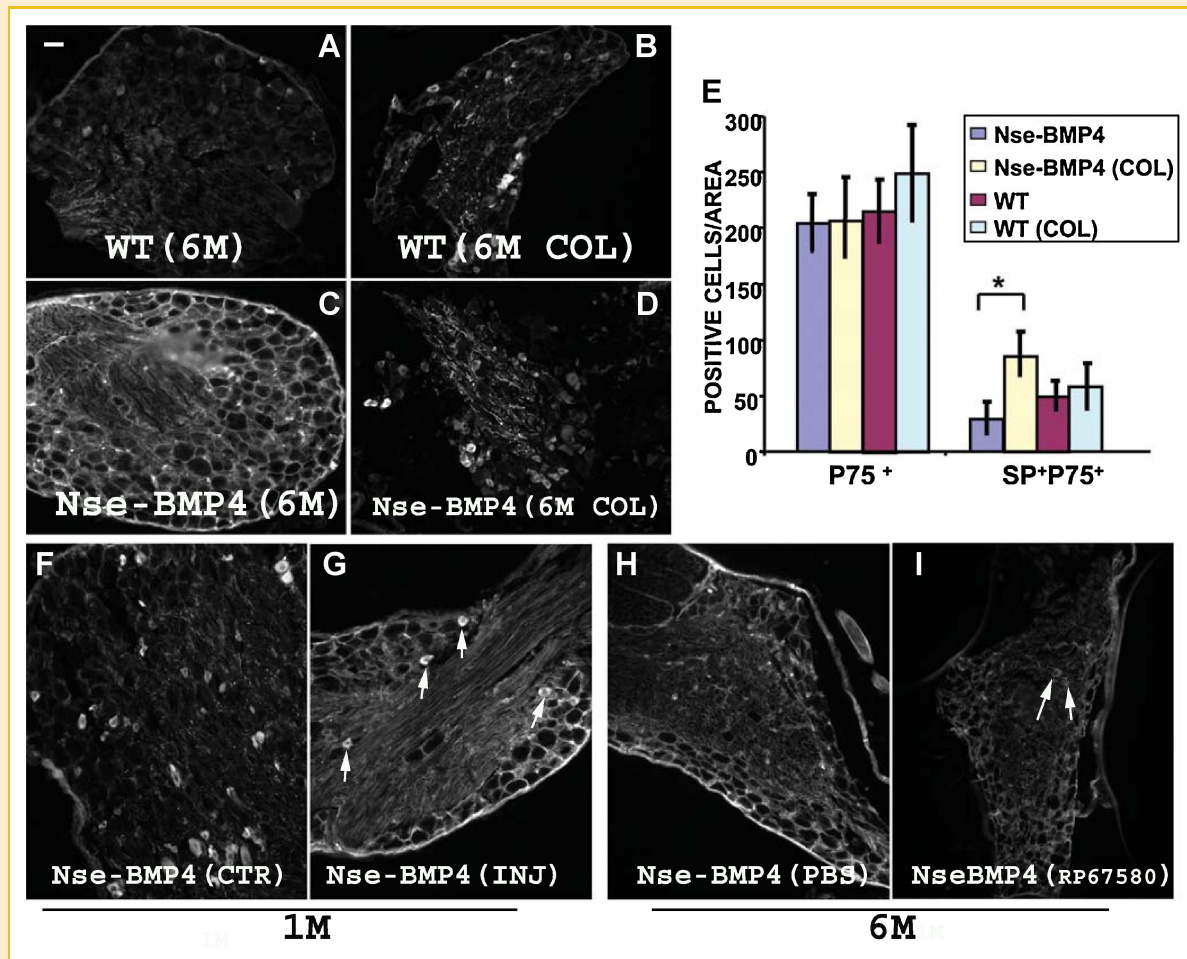 A
WT(6M)
B
WT(6M COL)
C
Nse-BMP4(6M)
D
Nse-BMP4(6M COL)
E
POSITIVE CELLS/AREA
300
250
200
150
100
50
0
P75 +
SP+P75+
*
Nse-BMP4
Nse-BMP4 (COL)
WT
WT (COL)
F
Nse-BMP4(CTR)
G
Nse-BMP4(INJ)
H
Nse-BMP4(PBS)
I
NseBMP4(RP67580)
1M
6M